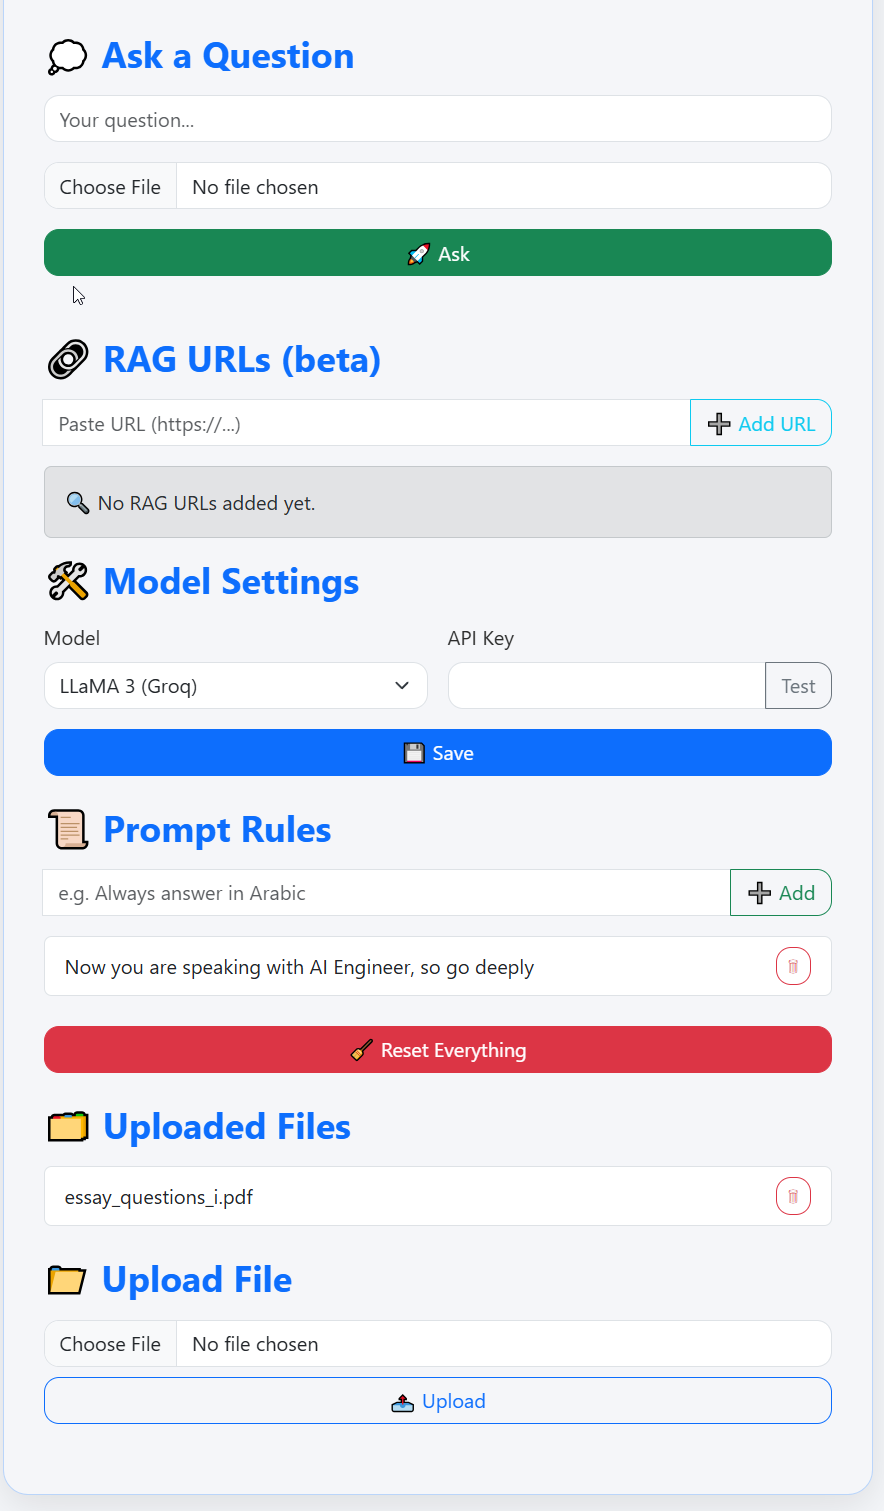 Ask a Question
Your question...
Choose File No file chosen
Ask
RAG URLs (beta)
Paste URL (https://...) Add URL
No RAG URLs added yet.
Model Settings
Model API Key
LLaMA 3 (Groq) Test
Save
Prompt Rules
e.g. Always answer in Arabic Add
Now you are speaking with AI Engineer, so go deeply
Reset Everything
Uploaded Files
essay_questions_i.pdf
Upload File
Choose File No file chosen
Upload